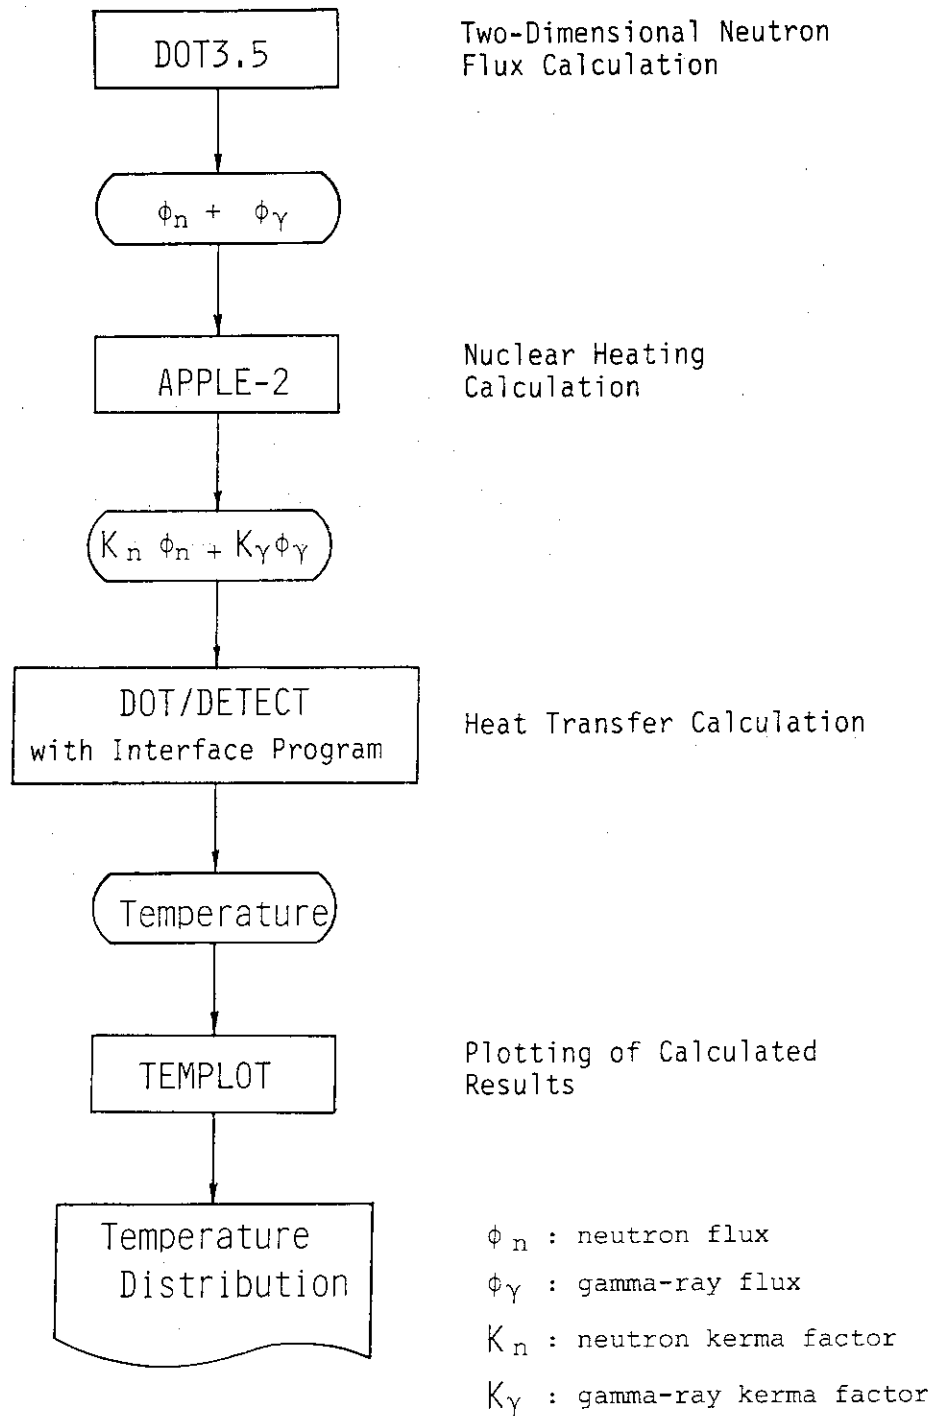 DOT3.5
Two-Dimensional Neutron
Flux Calculation
ϕn + ϕγ
APPLE-2
Nuclear Heating
Calculation
Kn ϕn + Kγϕγ
DOT/DETECT
with Interface Program
Heat Transfer Calculation
Temperature
TEMPLOT
Plotting of Calculated
Results
Temperature
Distribution
ϕn : neutron flux
ϕγ : gamma-ray flux
Kn : neutron kerma factor
Kγ : gamma-ray kerma factor